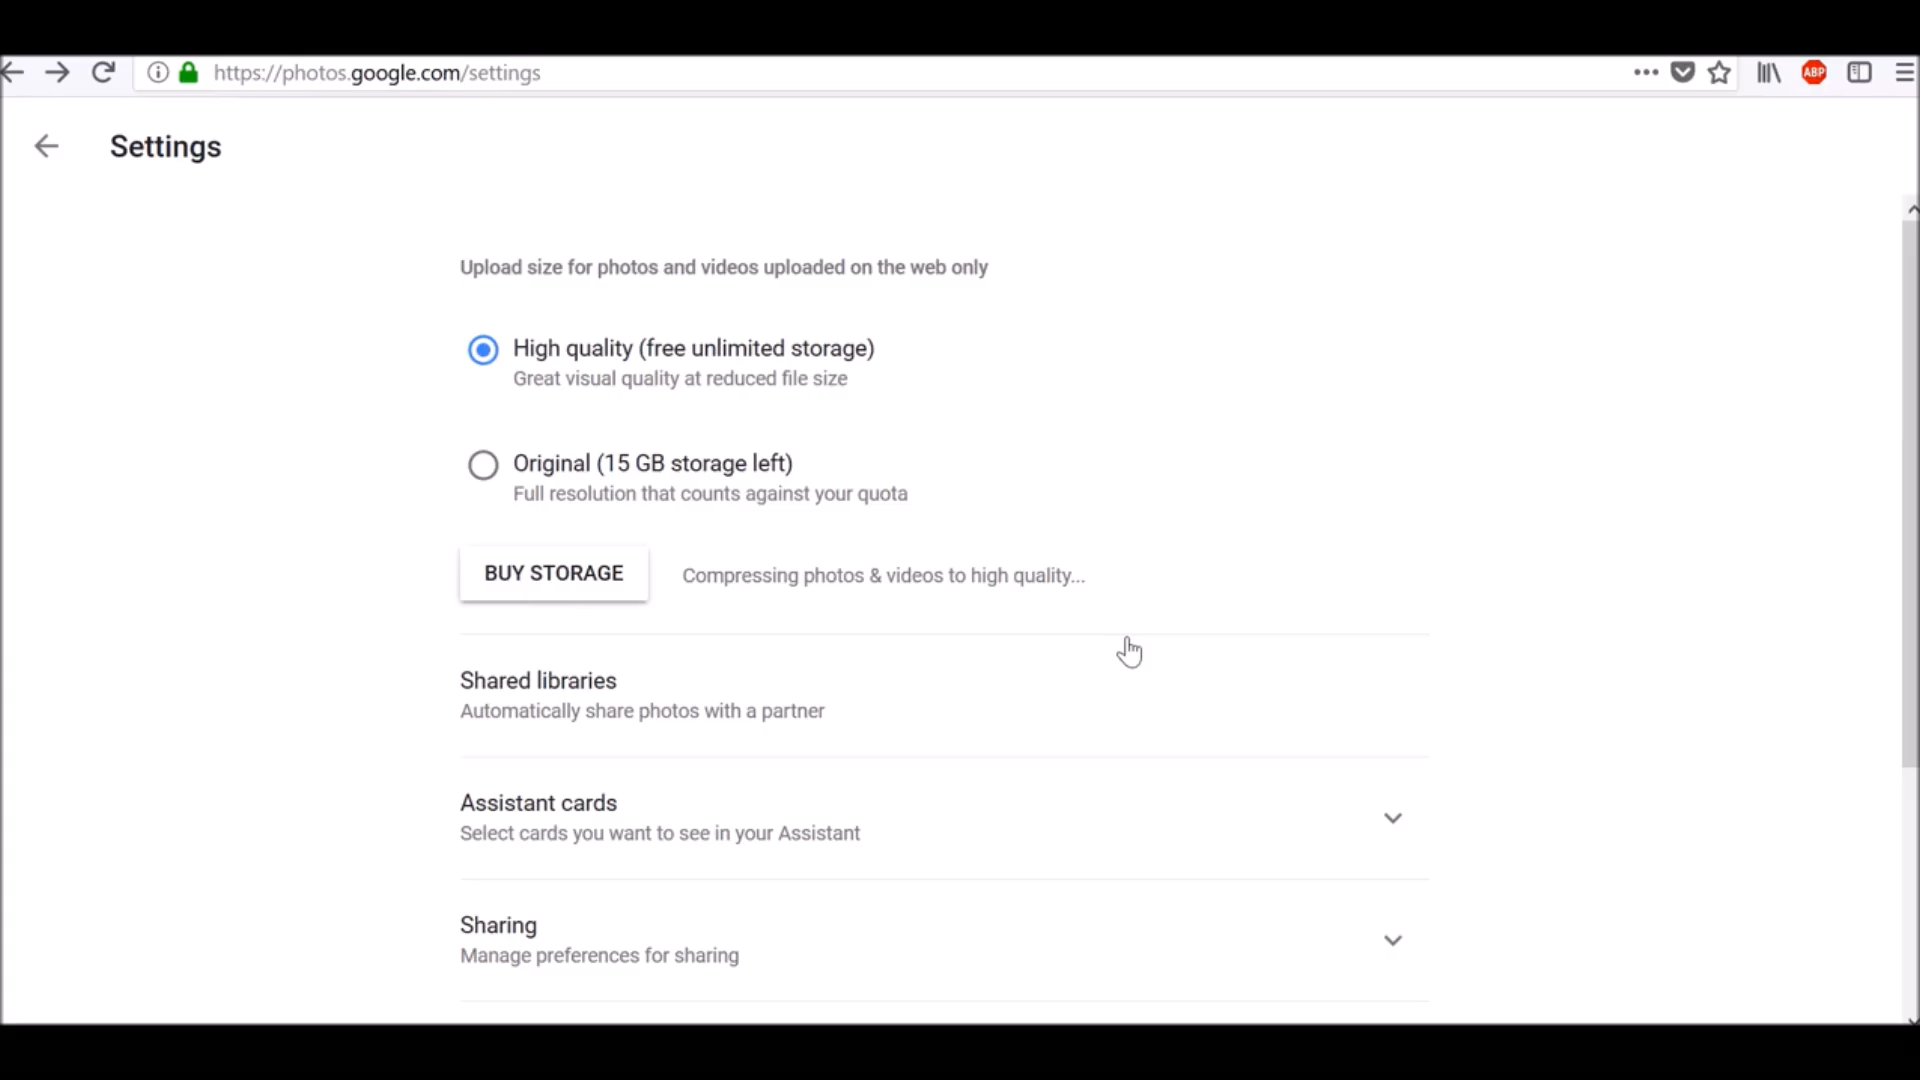 https://photos.google.com/settings
ABP
Settings
Upload size for photos and videos uploaded on the web only
High quality (free unlimited storage)
Great visual quality at reduced file size
Original (15 GB storage left)
Full resolution that counts against your quota
BUY STORAGE
Compressing photos & videos to high quality...
Shared libraries
Automatically share photos with a partner
Assistant cards
Select cards you want to see in your Assistant
Sharing
Manage preferences for sharing